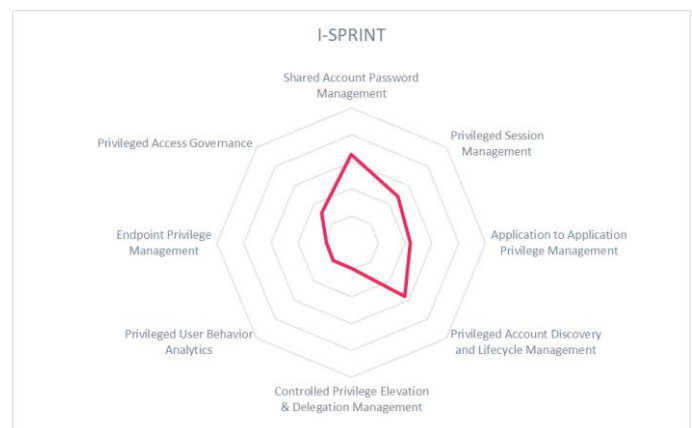 I-SPRINT
Shared Account Password
Management
Privileged Access Governance
Privileged Session
Management
Endpoint Privilege
Management
Application to Application
Privilege Management
Privileged User Behavior
Analytics
Privileged Account Discovery
and Lifecycle Management
Controlled Privilege Elevation
& Delegation Management